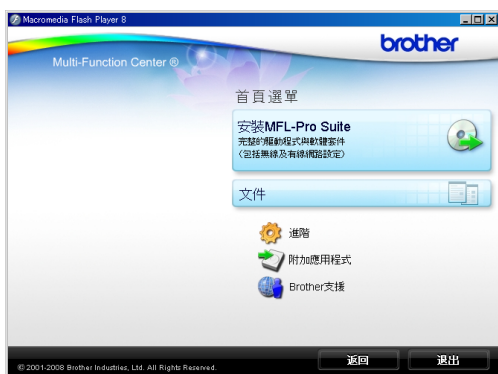 Macromedia Flash Player 8
brother
Multi-Function Center ®
首頁選單
安裝MFL-Pro Suite
完整的驅動程式與軟體套件
(包括無線及有線網路設定)
文件
進階
附加應用程式
Brother支援
返回
退出
© 2001-2008 Brother Industries, Ltd. All Rights Reserved.